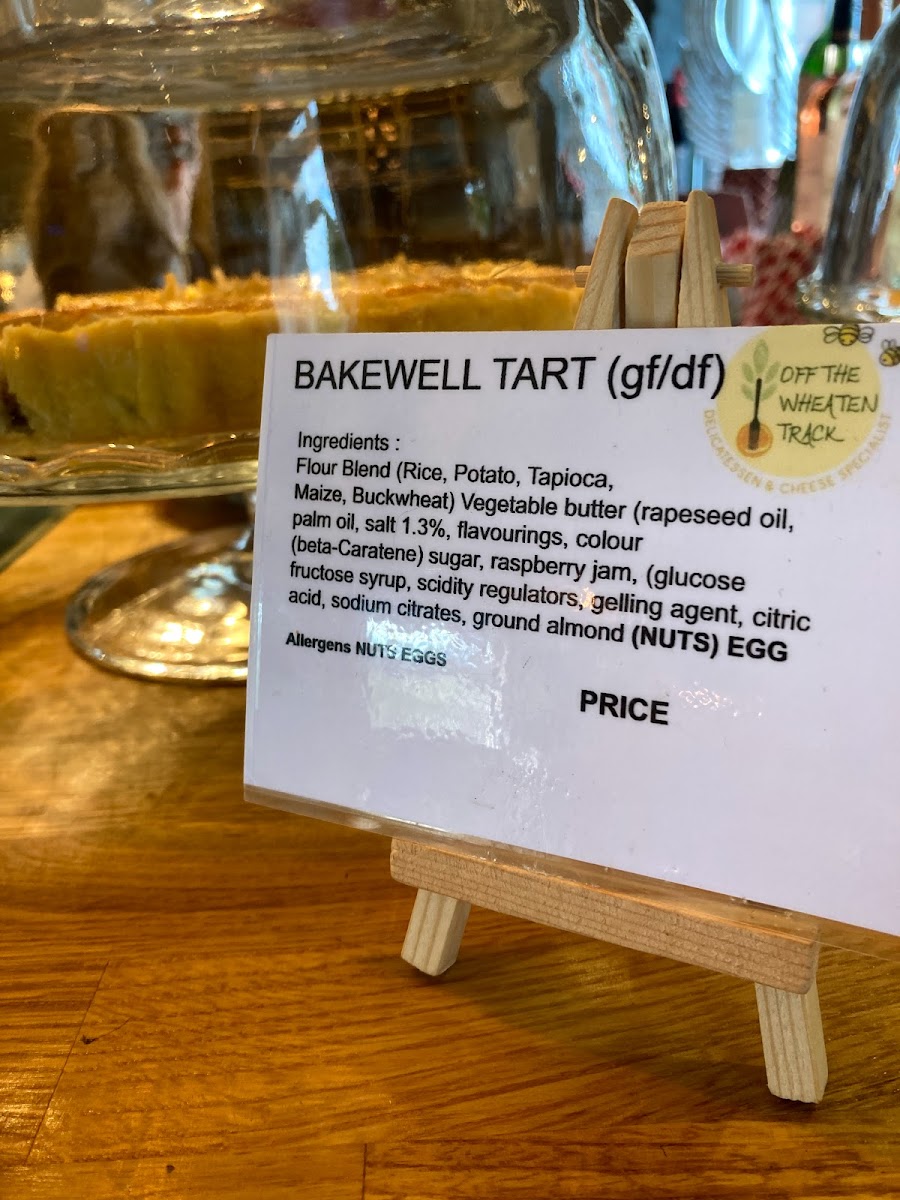 BAKEWELL TART (gf/df)
OFF THE
WHEATEN
TRACK
DELICATESSEN & CHEESE SPECIALIST
Ingredients :
Flour Blend (Rice, Potato, Tapioca,
Maize, Buckwheat) Vegetable butter (rapeseed oil,
palm oil, salt 1.3%, flavourings, colour
(beta-Caratene) sugar, raspberry jam, (glucose
fructose syrup, scidity regulators, gelling agent, citric
acid, sodium citrates, ground almond (NUTS) EGG
Allergens NUTS EGGS
PRICE